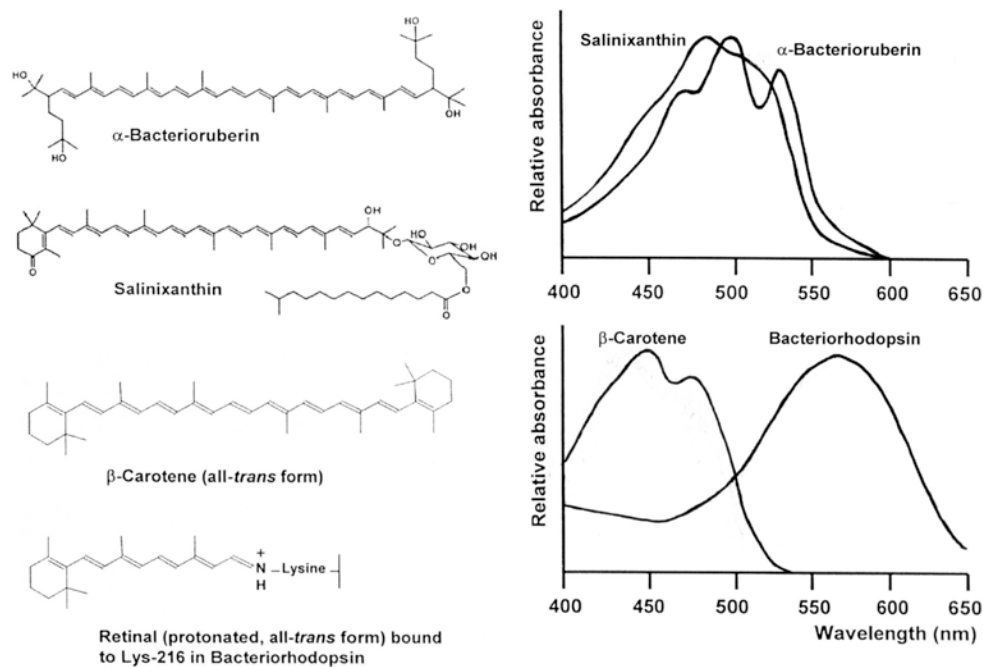 HO
HO
HO
OH
α-Bacterioruberin
OH
HO
OH
OH
O
O
O
O
O
Salinixanthin
β-Carotene (all-trans form)
+
N
H
Lysine
Retinal (protonated, all-trans form) bound
to Lys-216 in Bacteriorhodopsin
Relative absorbance
Salinixanthin
α-Bacterioruberin
400 450 500 550 600 650
Relative absorbance
β-Carotene
Bacteriorhodopsin
400 450 500 550 600 650
Wavelength (nm)